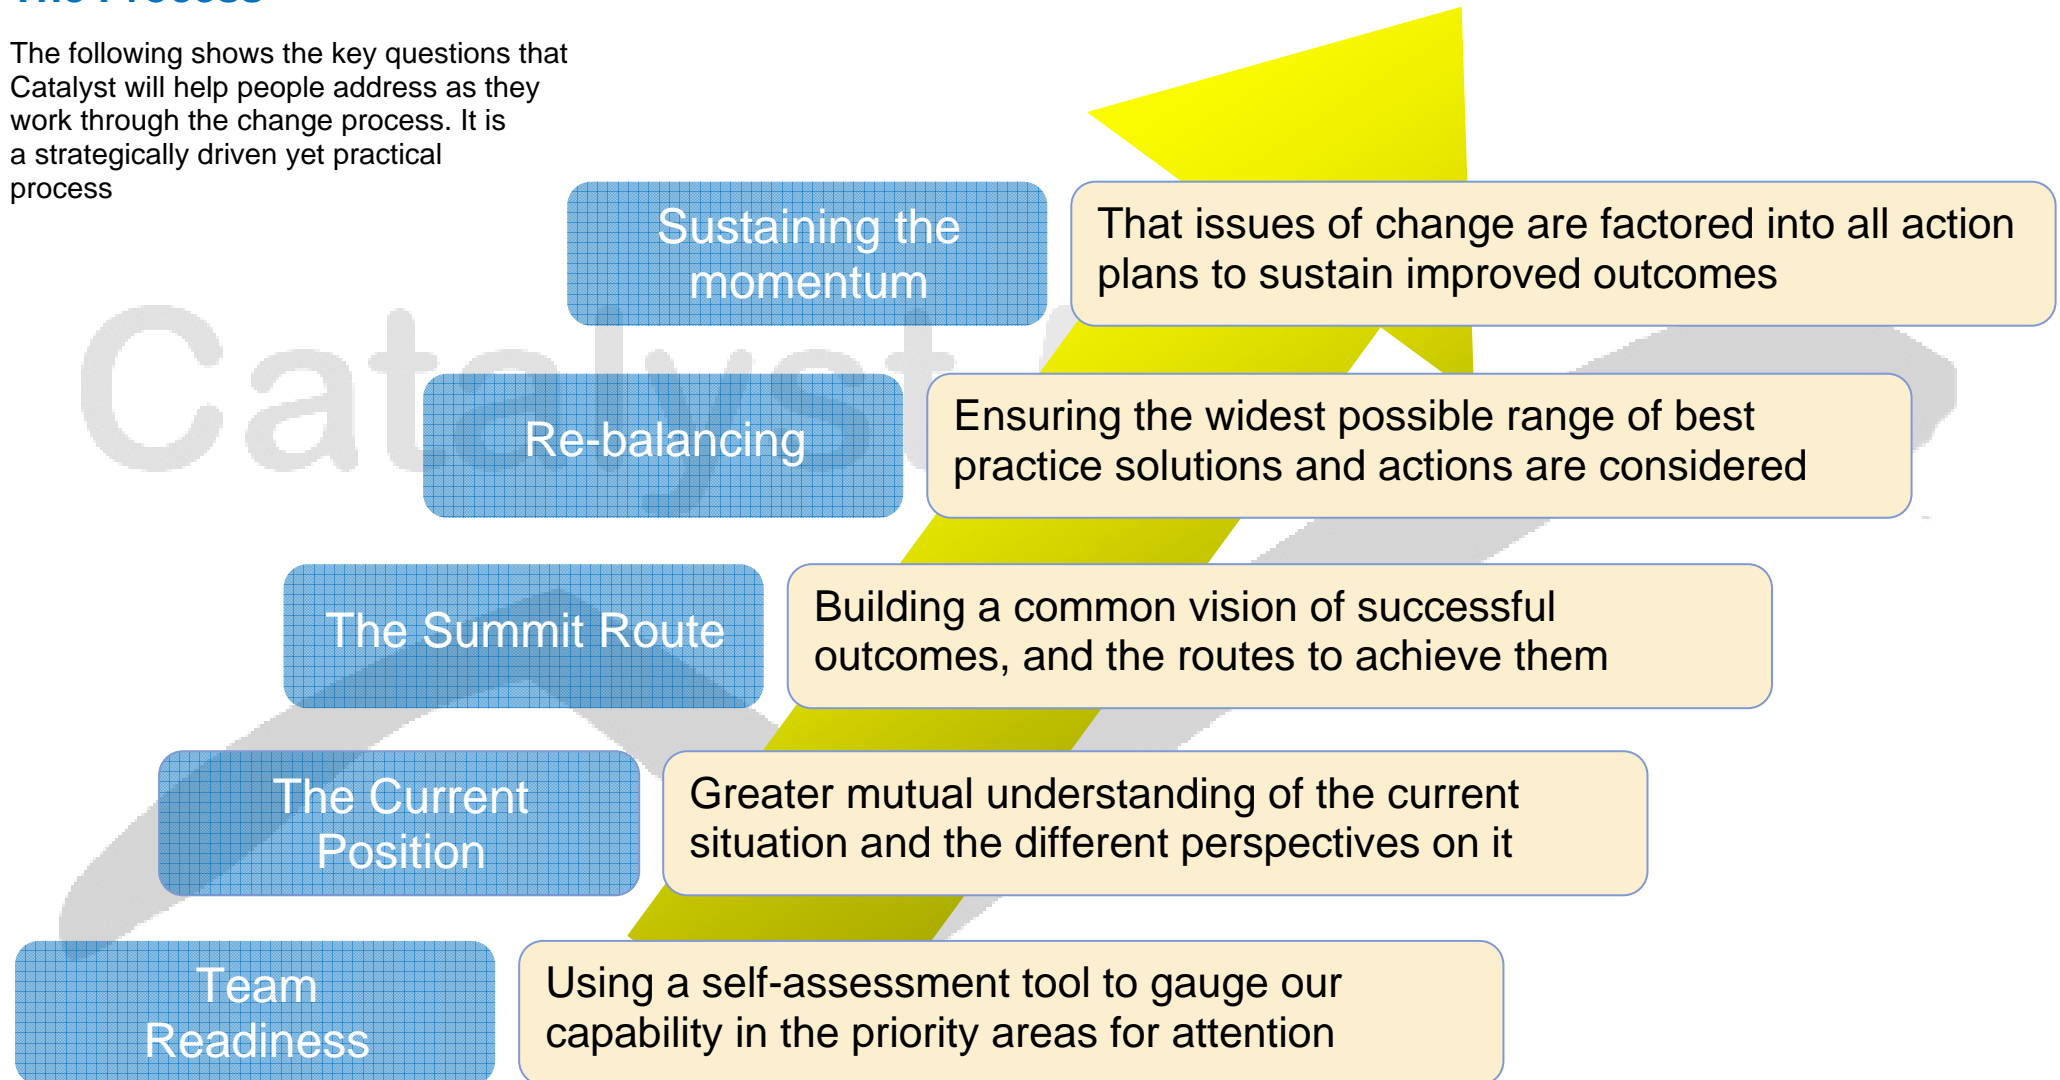 The Process
The following shows the key questions that
Catalyst will help people address as they
work through the change process. It is
a strategically driven yet practical
process
Sustaining the
momentum
That issues of change are factored into all action
plans to sustain improved outcomes
Catalyst
Re-balancing
Ensuring the widest possible range of best
practice solutions and actions are considered
The Summit Route
Building a common vision of successful
outcomes, and the routes to achieve them
The Current
Position
Greater mutual understanding of the current
situation and the different perspectives on it
Team
Readiness
Using a self-assessment tool to gauge our
capability in the priority areas for attention